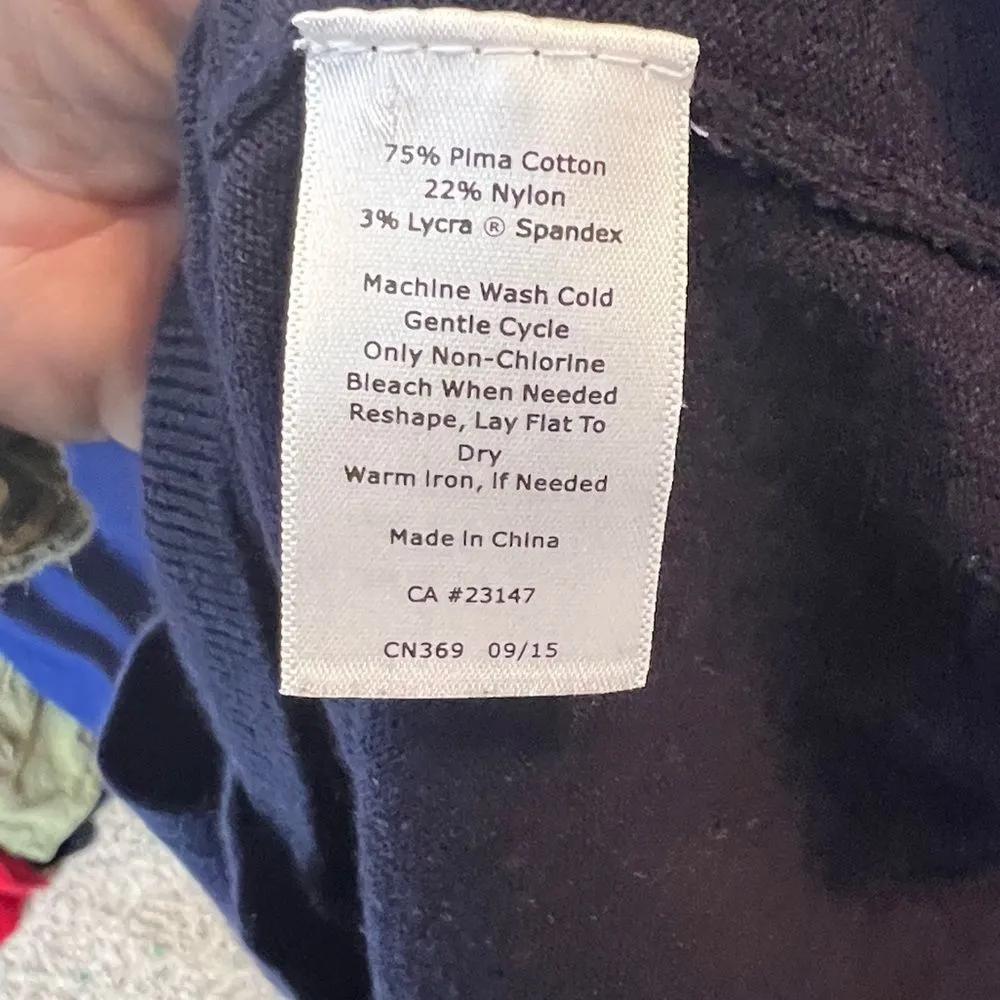 75% Pima Cotton
22% Nylon
3% Lycra ® Spandex
Machine Wash Cold
Gentle Cycle
Only Non-Chlorine
Bleach When Needed
Reshape, Lay Flat To
Dry
Warm Iron, If Needed
Made In China
CA #23147
CN369 09/15